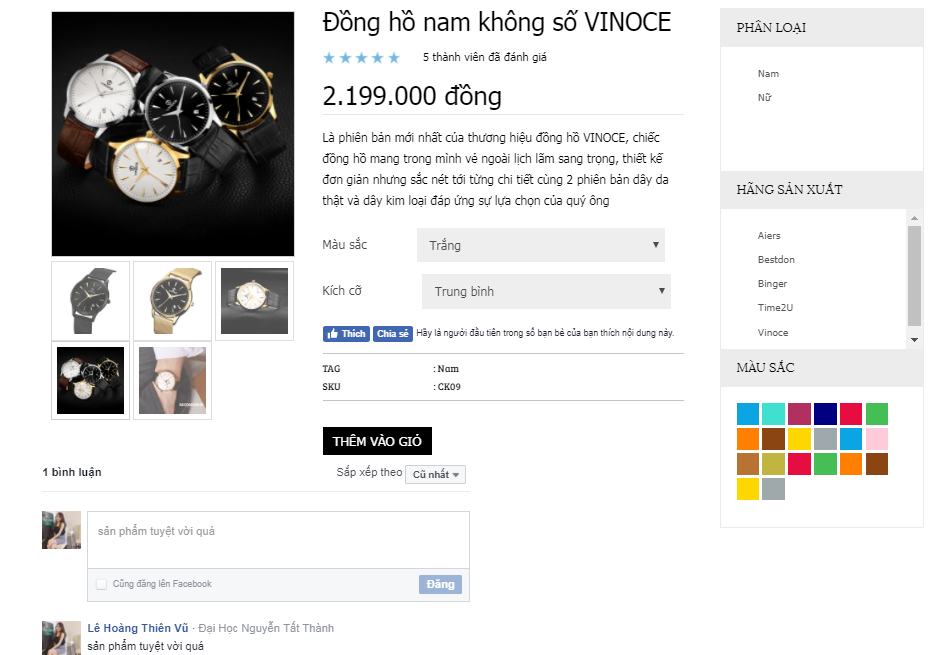 Đồng hồ nam không số VINOCE
5 thành viên đã đánh giá
2.199.000 đồng
Là phiên bản mới nhất của thương hiệu đồng hồ VINOCE, chiếc
đồng hồ mang trong mình vẻ ngoài lịch lãm sang trọng, thiết kế
đơn giản nhưng sắc nét tới từng chi tiết cùng 2 phiên bản dây da
thật và dây kim loại đáp ứng sự lựa chọn của quý ông
Màu sắc
Trắng
Kích cỡ
Trung bình
Thích
Chia sẻ
Hãy là người đầu tiên trong số bạn bè của bạn thích nội dung này.
TAG : Nam
SKU : CK09
THÊM VÀO GIỎ
1 bình luận
Sắp xếp theo
Cũ nhất
sản phẩm tuyệt vời quá
Cũng đăng lên Facebook
Đăng
Lê Hoàng Thiên Vũ · Đại Học Nguyễn Tất Thành
sản phẩm tuyệt vời quá
PHÂN LOẠI
Nam
Nữ
HÃNG SẢN XUẤT
Aiers
Bestdon
Binger
Time2U
Vinoce
MÀU SẮC